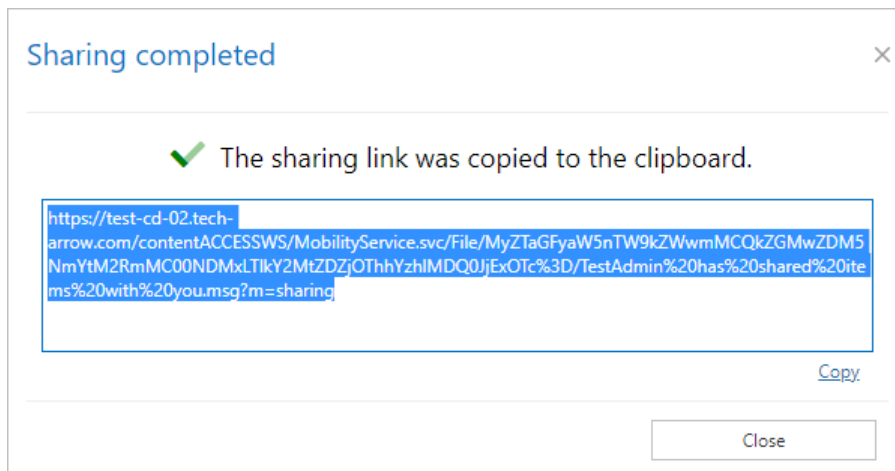 Sharing completed
The sharing link was copied to the clipboard.
https://test-cd-02.tech-
arrow.com/contentACCESSWS/MobilityService.svc/File/MyZTaGFyaW5nTW9kZWwmMCQkZGMwZDM5
NmYtM2RmMC00NDMxLTlkY2MtZDZjOThhYzhlMDQ0JjExOTc%3D/TestAdmin%20has%20shared%20ite
ms%20with%20you.msg?m=sharing
Copy
Close